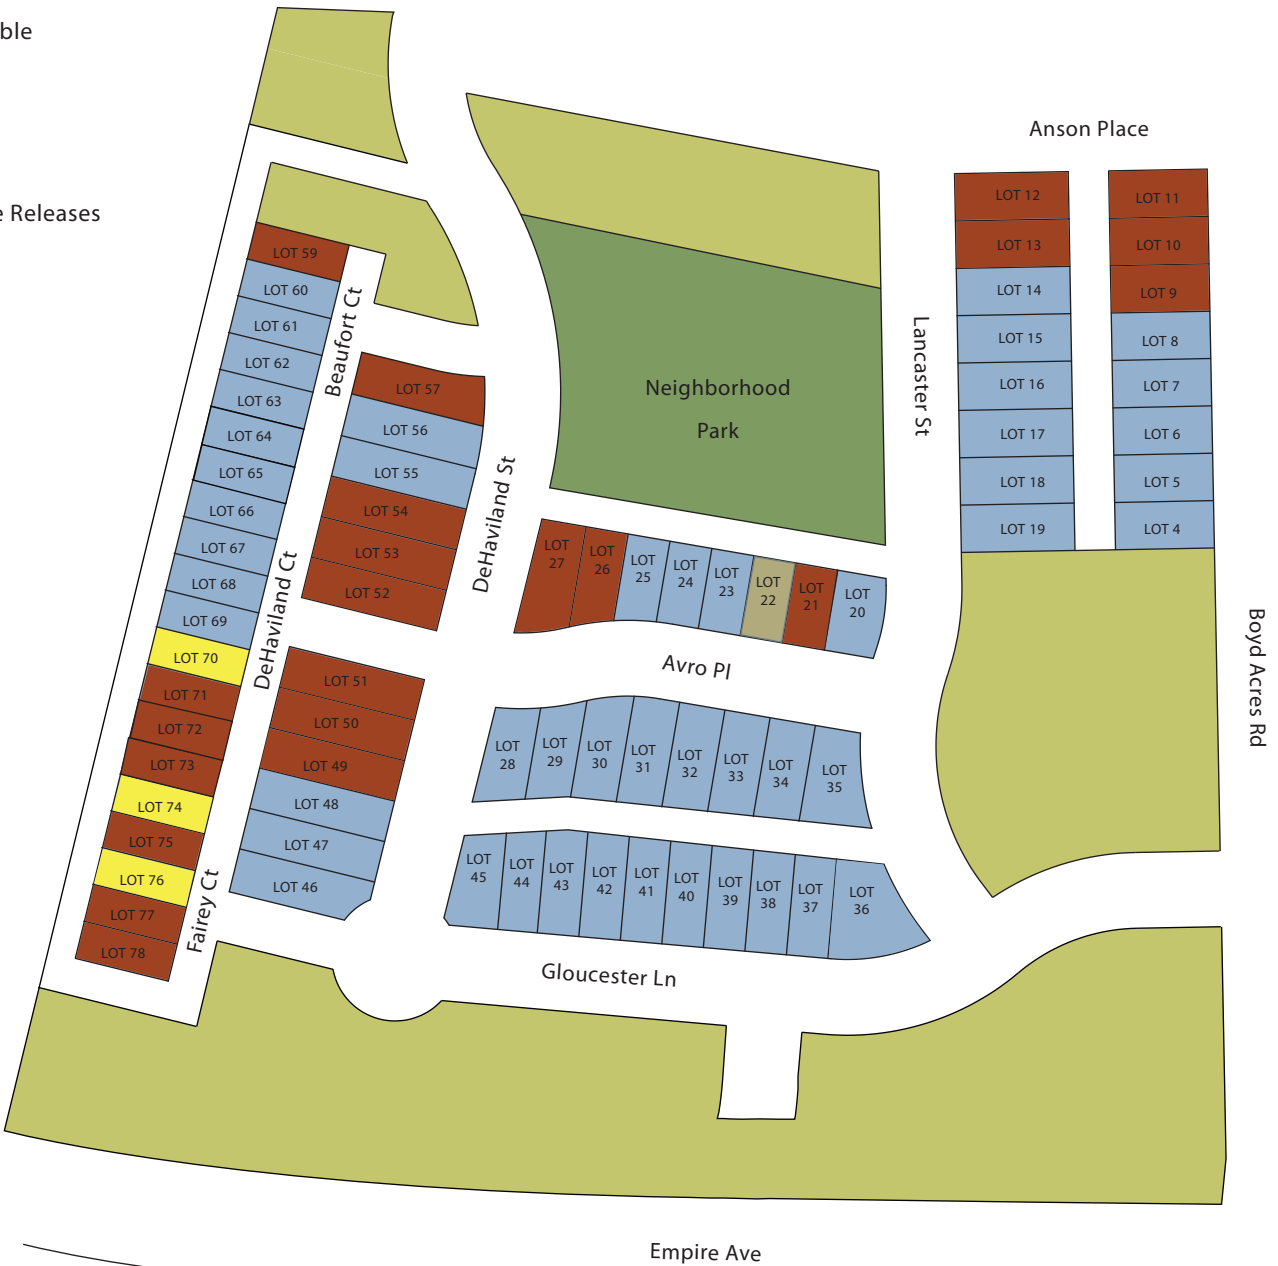 ble
e Releases
Anson Place
LOT 12
LOT 13
LOT 14
LOT 15
LOT 16
LOT 17
LOT 18
LOT 19
LOT 11
LOT 10
LOT 9
LOT 8
LOT 7
LOT 6
LOT 5
LOT 4
Lancaster St
Boyd Acres Rd
Neighborhood
Park
LOT 59
LOT 60
LOT 61
LOT 62
LOT 63
LOT 64
LOT 65
LOT 66
LOT 67
LOT 68
LOT 69
LOT 70
LOT 71
LOT 72
LOT 73
LOT 74
LOT 75
LOT 76
LOT 77
LOT 78
Beaufort Ct
DeHaviland Ct
Fairey Ct
LOT 57
LOT 56
LOT 55
LOT 54
LOT 53
LOT 52
LOT 51
LOT 50
LOT 49
LOT 48
LOT 47
LOT 46
DeHaviland St
LOT
27
LOT
26
LOT
25
LOT
24
LOT
23
LOT
22
LOT
21
LOT
20
Avro Pl
LOT
28
LOT
29
LOT
30
LOT
31
LOT
32
LOT
33
LOT
34
LOT
35
LOT
45
LOT
44
LOT
43
LOT
42
LOT
41
LOT
40
LOT
39
LOT
38
LOT
37
LOT
36
Gloucester Ln
Empire Ave